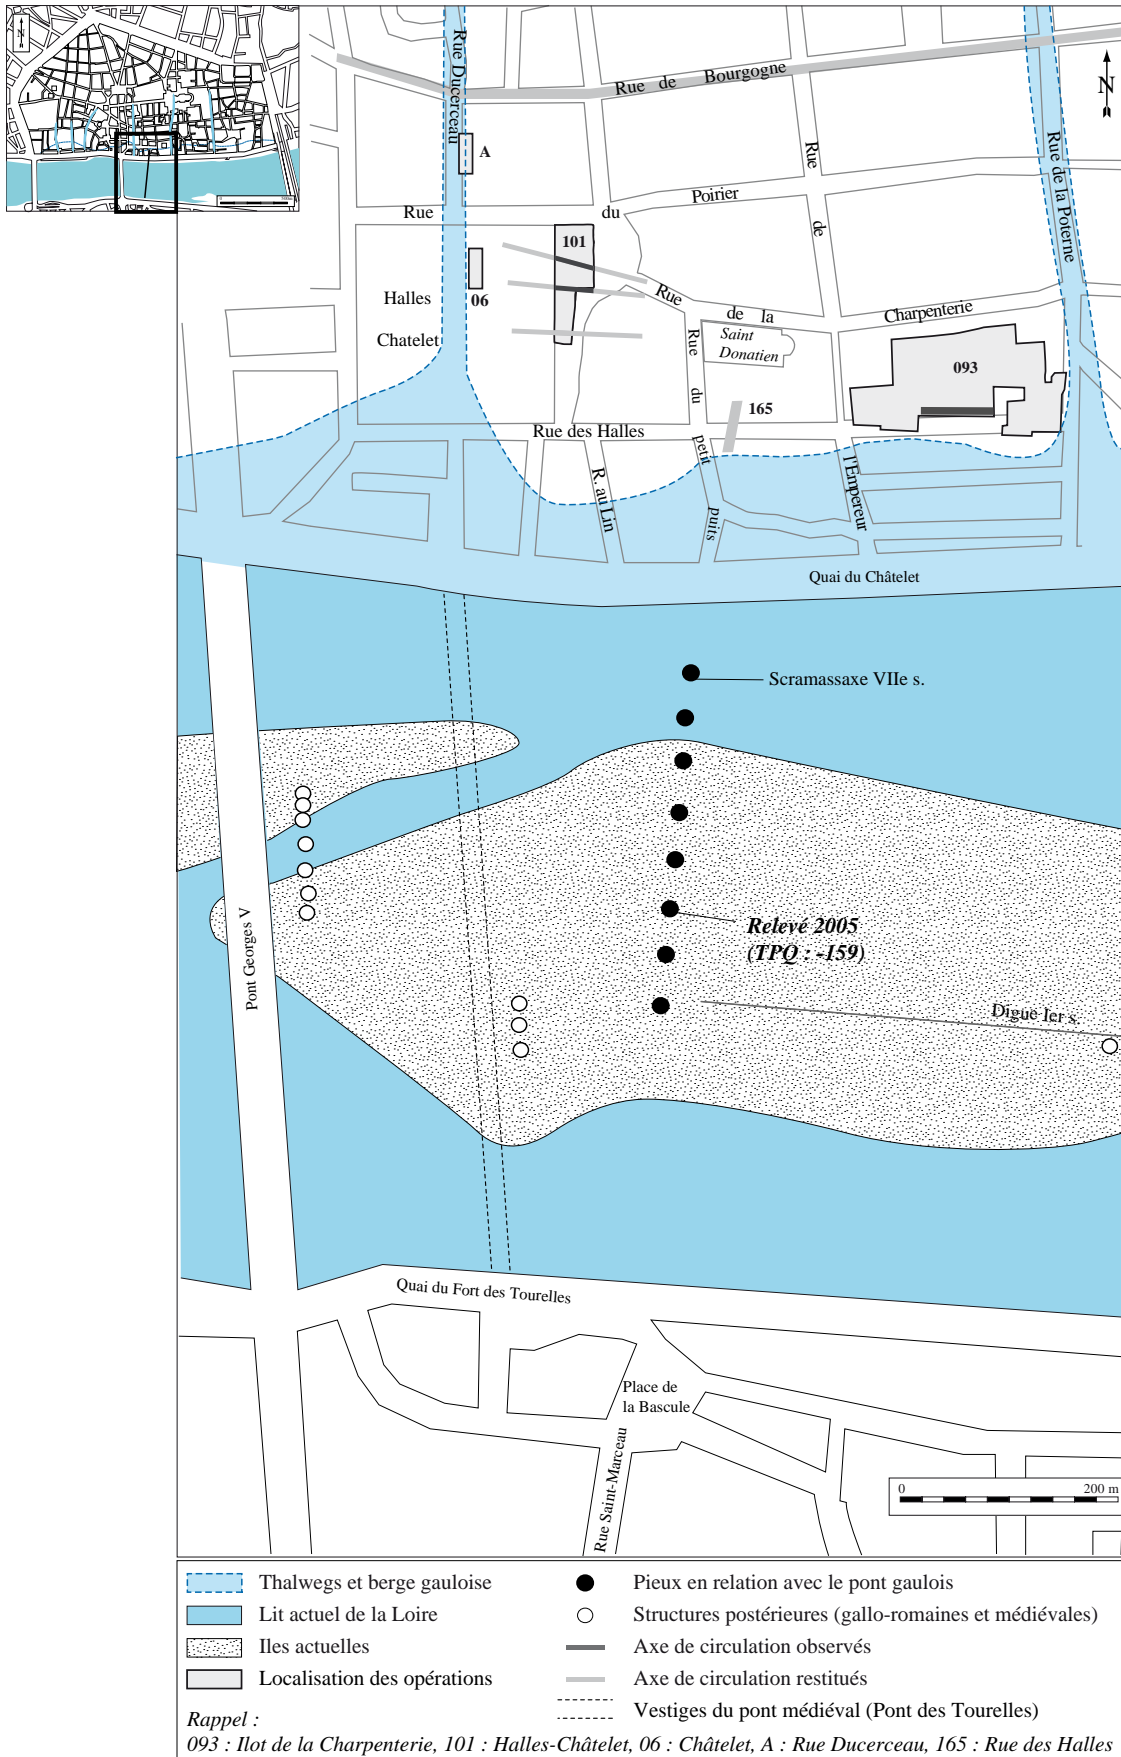 N
N
Rue Ducerceau
Rue de Bourgogne
A
Rue de la Poterne
Rue du Poirier
Rue de l'Empereur
101
06
Halles
Chatelet
Rue de la Charpenterie
Saint
Donatien
093
165
Rue du petit puits
Rue des Halles
R. au Lin
Quai du Châtelet
Scramassaxe VIIe s.
Relevé 2005
(TPQ : -159)
Pont Georges V
Digue Ier s.
Quai du Fort des Tourelles
Place de
la Bascule
Rue Saint-Marceau
0 200 m
Thalwegs et berge gauloise
Lit actuel de la Loire
Iles actuelles
Localisation des opérations
Pieux en relation avec le pont gaulois
Structures postérieures (gallo-romaines et médiévales)
Axe de circulation observés
Axe de circulation restitués
Vestiges du pont médiéval (Pont des Tourelles)
Rappel :
093 : Ilot de la Charpenterie, 101 : Halles-Châtelet, 06 : Châtelet, A : Rue Ducerceau, 165 : Rue des Halles